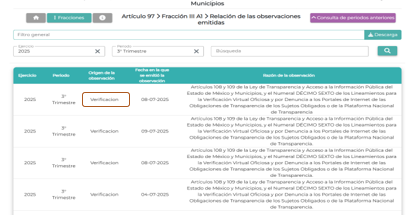 Municipios
Fracciones
Artículo 97 > Fracción III A) > Relación de las observaciones
emitidas
Consulta de periodos anteriores
Filtro general
Descarga
Ejercicio
2025
Periodo
3° Trimestre
Búsqueda
Ejercicio
Periodo
Origen de la
observación
Fecha en la que
se emitió la
observación
Razón de la observación
2025
3°
Trimestre
Verificacion
08-07-2025
Artículos 108 y 109 de la Ley de Transparencia y Acceso a la Información Pública del
Estado de México y Municipios, y el Numeral DÉCIMO SEXTO de los Lineamientos para
la Verificación Virtual Oficiosa y por Denuncia a los Portales de Internet de las
Obligaciones de Transparencia de los Sujetos Obligados o de la Plataforma Nacional
de Transparencia
2025
3°
Trimestre
Verificacion
09-07-2025
Artículos 108 y 109 de la Ley de Transparencia y Acceso a la Información Pública del
Estado de México y Municipios, y el Numeral DÉCIMO SEXTO de los Lineamientos para
la Verificación Virtual Oficiosa y por Denuncia a los Portales de Internet de las
Obligaciones de Transparencia de los Sujetos Obligados o de la Plataforma Nacional
de Transparencia.
2025
3°
Trimestre
Verificacion
08-07-2025
Artículos 108 y 109 de la Ley de Transparencia y Acceso a la Información Pública del
Estado de México y Municipios, y el Numeral DÉCIMO SEXTO de los Lineamientos para
la Verificación Virtual Oficiosa y por Denuncia a los Portales de Internet de las
Obligaciones de Transparencia de los Sujetos Obligados o de la Plataforma Nacional
de Transparencia.
2025
3°
Trimestre
Verificacion
04-07-2025
Artículos 108 y 109 de la Ley de Transparencia y Acceso a la Información Pública del
Estado de México y Municipios, y el Numeral DÉCIMO SEXTO de los Lineamientos para
la Verificación Virtual Oficiosa y por Denuncia a los Portales de Internet de las
Obligaciones de Transparencia de los Sujetos Obligados o de la Plataforma Nacional
de Transparencia.